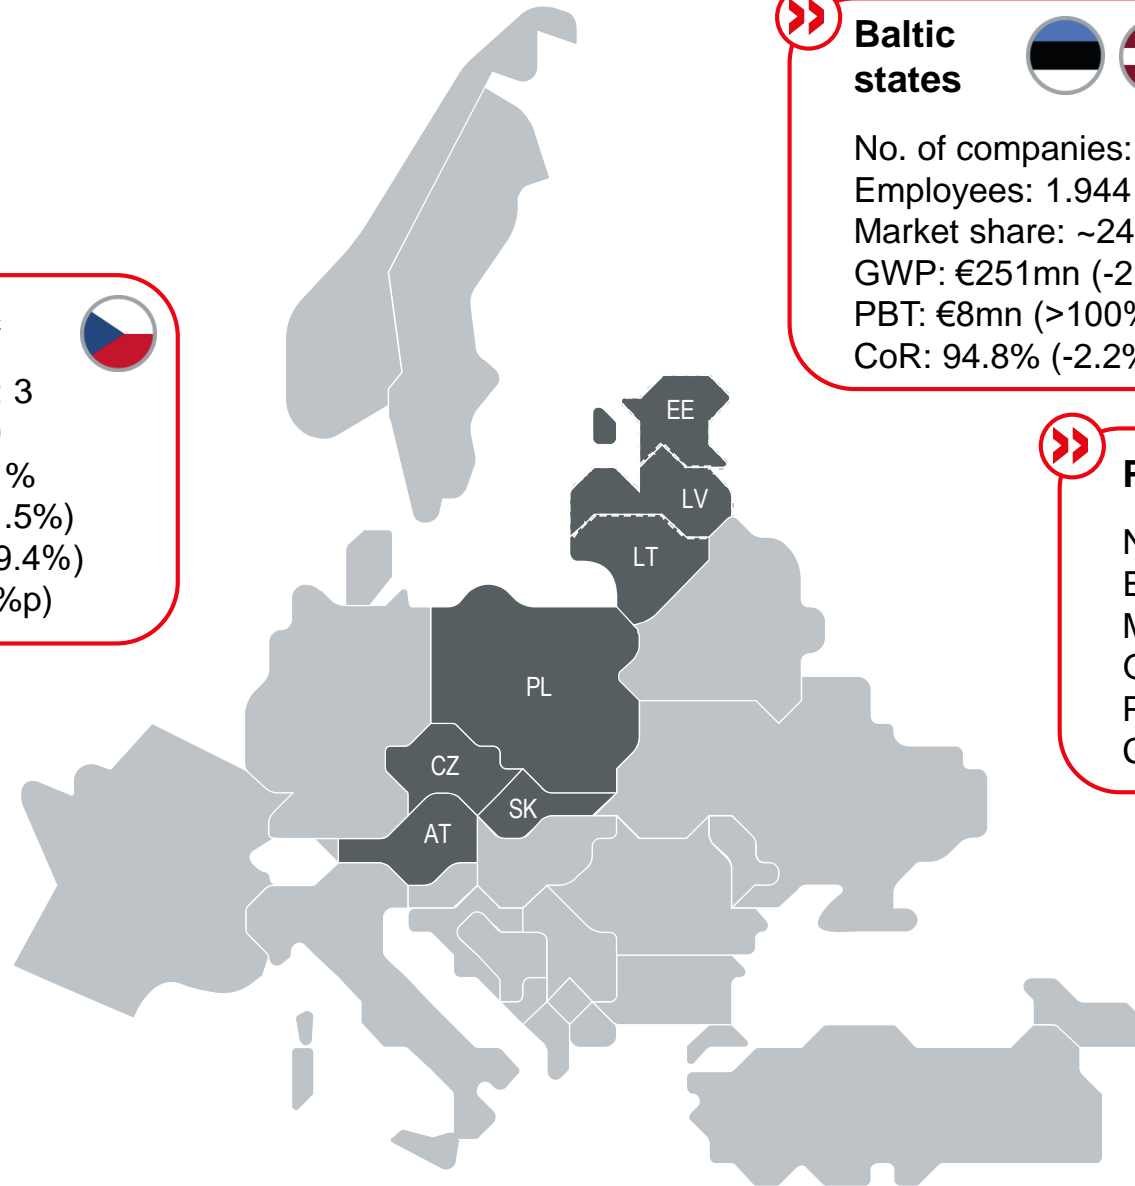 Baltic
states
No. of companies:
Employees: 1.944
Market share: ~24
GWP: €251mn (-2
PBT: €8mn (>100%
CoR: 94.8% (-2.2%
3
%
.5%)
9.4%)
%p)
EE
LV
LT
PL
CZ
SK
AT